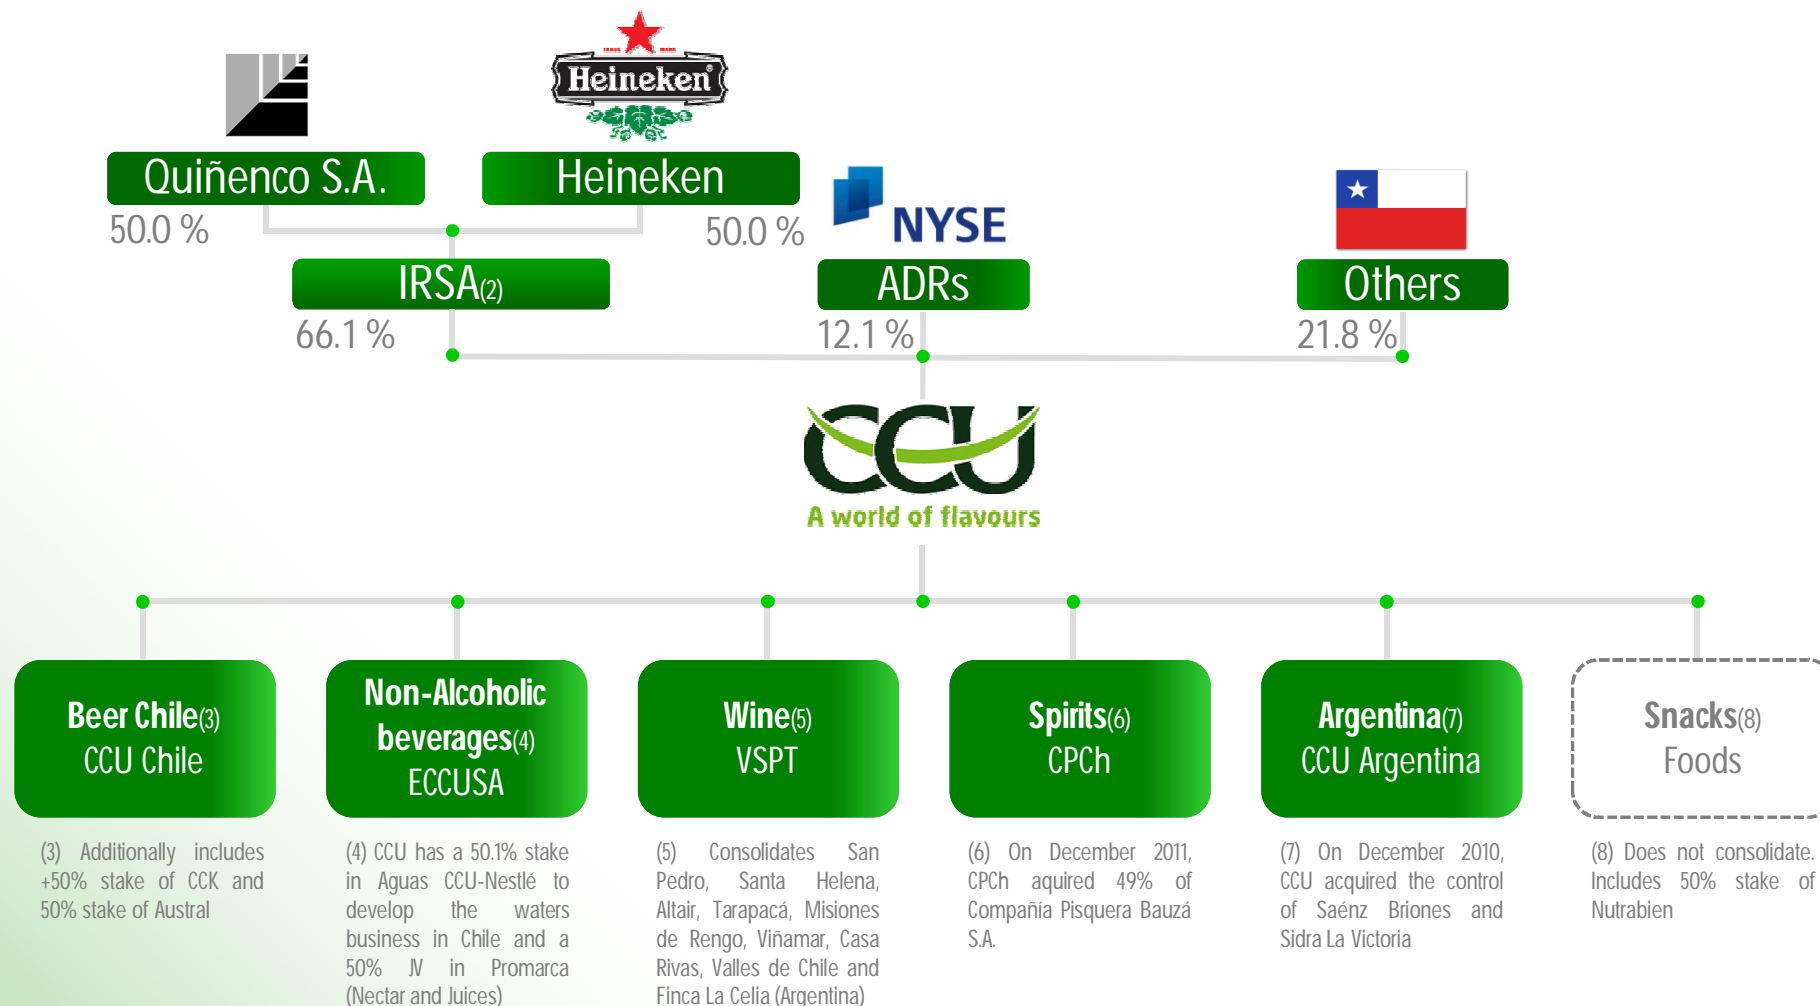 Heineken®
Quiñenco S.A.
Heineken
50.0 %
50.0 %
NYSE
IRSA(2)
ADRs
Others
66.1 %
12.1 %
21.8 %
CCU
A world of flavours
Beer Chile(3)
CCU Chile
Non-Alcoholic
beverages(4)
ECCUSA
Wine(5)
VSPT
Spirits(6)
CPCh
Argentina(7)
CCU Argentina
Snacks(8)
Foods
(3) Additionally includes
+50% stake of CCK and
50% stake of Austral
(4) CCU has a 50.1% stake
in Aguas CCU-Nestlé to
develop the waters
business in Chile and a
50% JV in Promarca
(Nectar and Juices)
(5) Consolidates San
Pedro, Santa Helena,
Altair, Tarapacá, Misiones
de Rengo, Viñamar, Casa
Rivas, Valles de Chile and
Finca La Celia (Argentina)
(6) On December 2011,
CPCh aquired 49% of
Compañía Pisquera Bauzá
S.A.
(7) On December 2010,
CCU acquired the control
of Saénz Briones and
Sidra La Victoria
(8) Does not consolidate.
Includes 50% stake of
Nutrabien